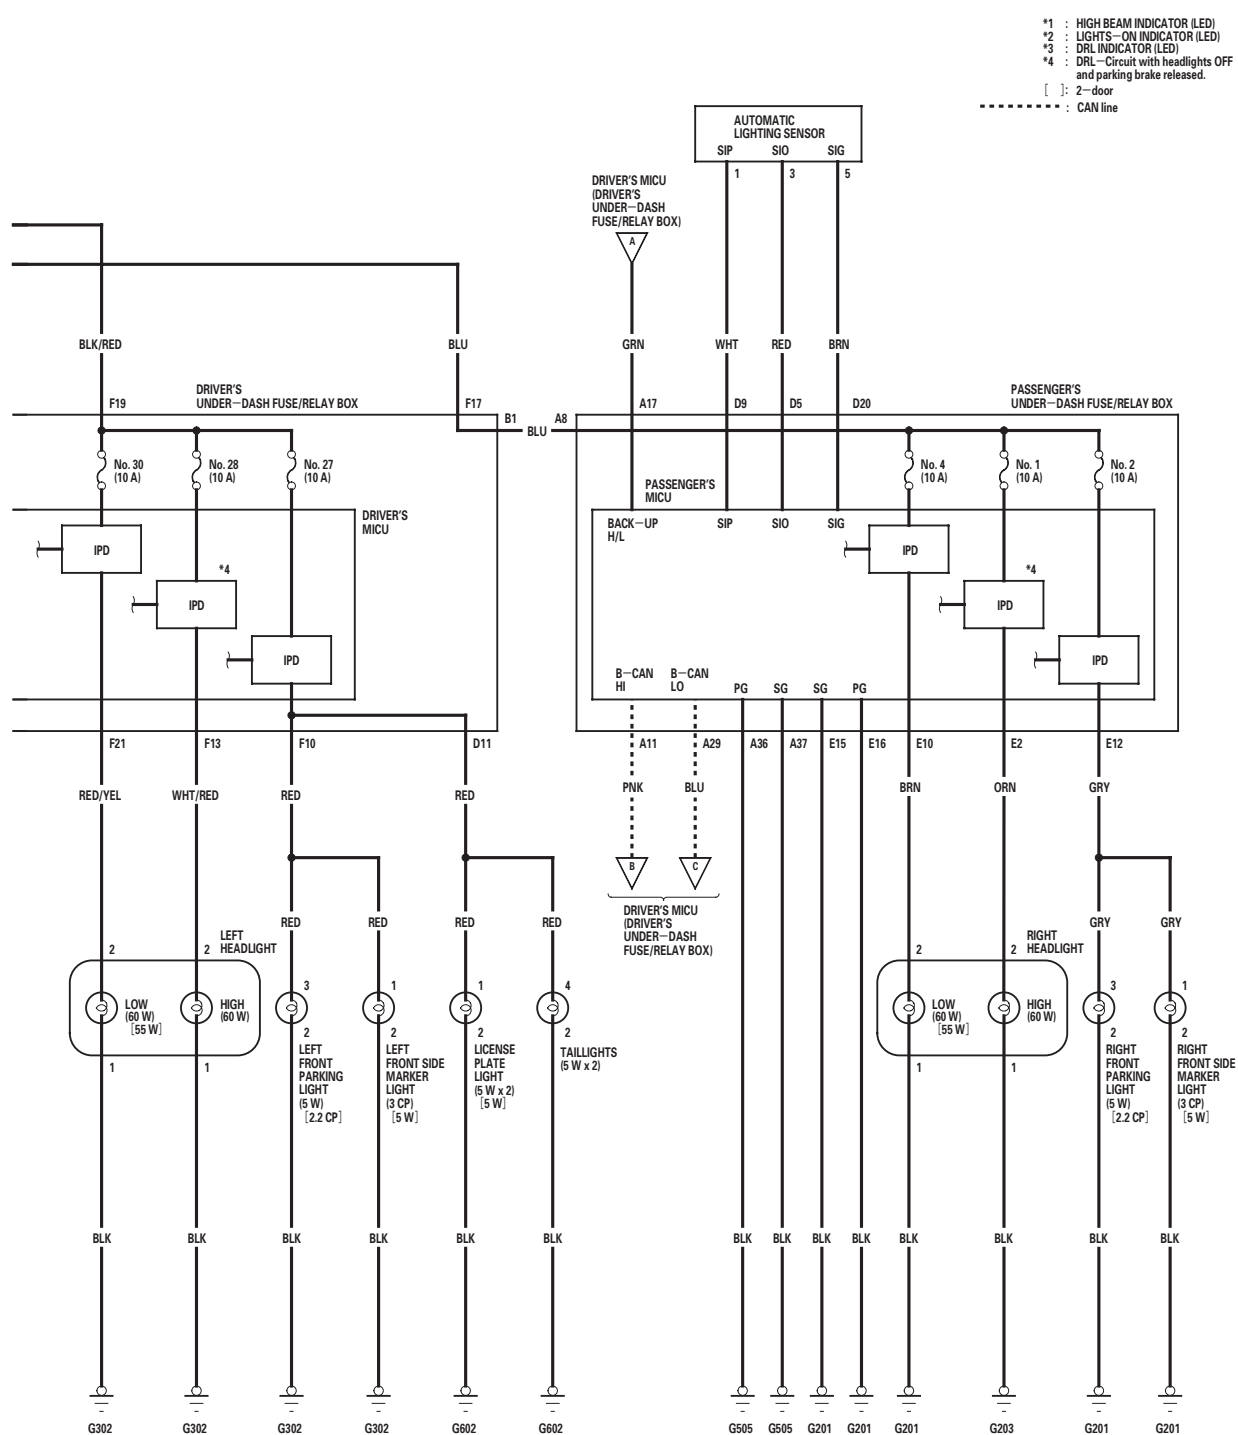 *1 : HIGH BEAM INDICATOR (LED)
*2 : LIGHTS—ON INDICATOR (LED)
*3 : DRL INDICATOR (LED)
*4 : DRL—Circuit with headlights OFF
and parking brake released.
[ ]: 2—door
: CAN line
AUTOMATIC
LIGHTING SENSOR
SIP SIO SIG
1 3 5
DRIVER'S MICU
(DRIVER'S
UNDER—DASH
FUSE/RELAY BOX)
A
BLK/RED BLU GRN WHT RED BRN
DRIVER'S
UNDER—DASH FUSE/RELAY BOX
PASSENGER'S
UNDER—DASH FUSE/RELAY BOX
F19 F17 A17 D9 D5 D20
B1 BLU A8
No. 30
(10 A)
No. 28
(10 A)
No. 27
(10 A)
No. 4
(10 A)
No. 1
(10 A)
No. 2
(10 A)
PASSENGER'S
MICU
DRIVER'S
MICU
BACK—UP
H/L
SIP SIO SIG
IPD IPD
*4 *4
IPD IPD
IPD IPD
B—CAN
HI
B—CAN
LO
PG SG SG PG
F21 F13 F10 D11 A11 A29 A36 A37 E15 E16 E10 E2 E12
PNK BLU BRN ORN GRY
RED/YEL WHT/RED RED RED
B C
DRIVER'S MICU
(DRIVER'S
UNDER—DASH
FUSE/RELAY BOX)
RED RED RED RED GRY GRY
LEFT
HEADLIGHT
RIGHT
HEADLIGHT
2 2 2 2
3 1 1 4 3 1
LOW
(60 W)
[55 W]
HIGH
(60 W)
LOW
(60 W)
[55 W]
HIGH
(60 W)
2 2 2 2 2 2
1 1 1 1
LEFT
FRONT
PARKING
LIGHT
(5 W)
[2.2 CP]
LEFT
FRONT SIDE
MARKER
LIGHT
(3 CP)
[5 W]
LICENSE
PLATE
LIGHT
(5 W x 2)
[5 W]
TAILLIGHTS
(5 W x 2)
RIGHT
FRONT
PARKING
LIGHT
(5 W)
[2.2 CP]
RIGHT
FRONT SIDE
MARKER
LIGHT
(3 CP)
[5 W]
BLK BLK BLK BLK BLK BLK BLK BLK BLK BLK BLK BLK BLK BLK
G302 G302 G302 G302 G602 G602 G505 G505 G201 G201 G201 G203 G201 G201